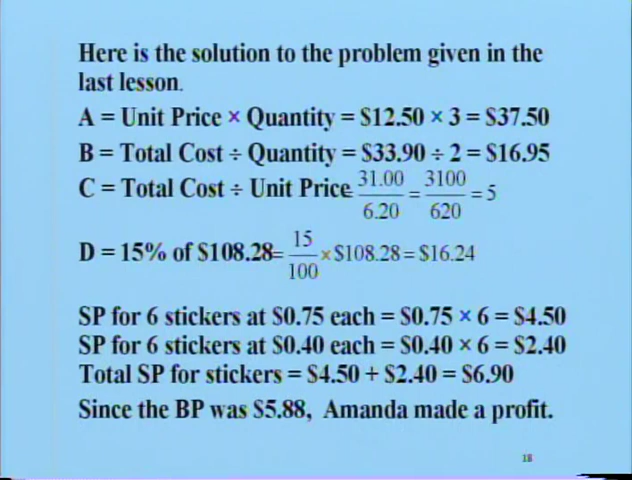 Here is the solution to the problem given in the
last lesson.
A = Unit Price × Quantity = $12.50 × 3 = $37.50
B = Total Cost ÷ Quantity = $33.90 ÷ 2 = $16.95
C = Total Cost ÷ Unit Price 31.00/6.20 = 3100/620 = 5
D = 15% of $108.28= 15/100 × $108.28 = $16.24
SP for 6 stickers at $0.75 each = $0.75 × 6 = $4.50
SP for 6 stickers at $0.40 each = $0.40 × 6 = $2.40
Total SP for stickers = $4.50 + $2.40 = $6.90
Since the BP was $5.88, Amanda made a profit.
18